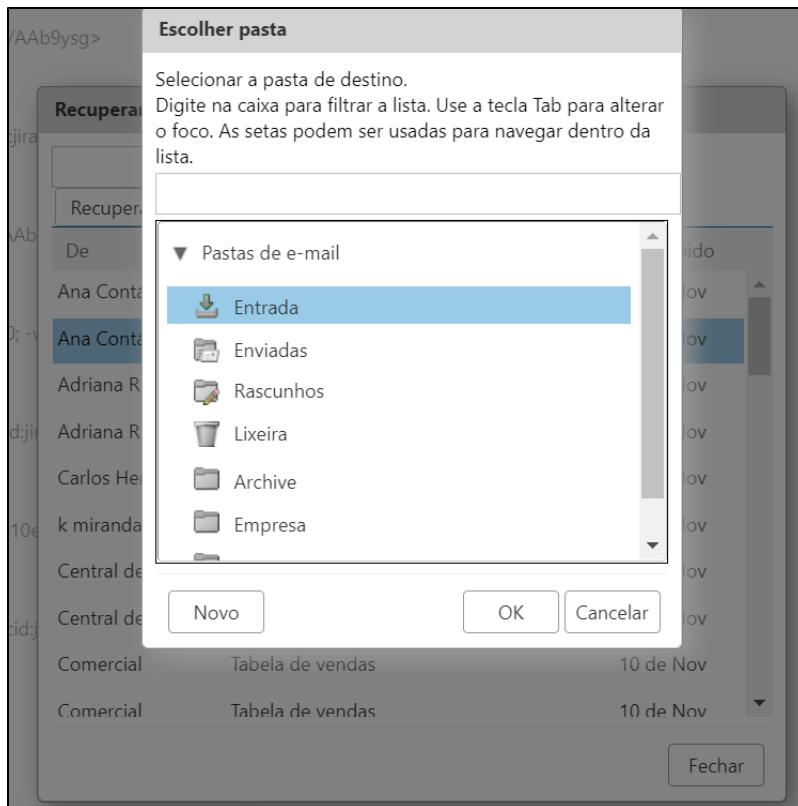 /AAb9ysg>
Escolher pasta
Selecionar a pasta de destino.
Digite na caixa para filtrar a lista. Use a tecla Tab para alterar
o foco. As setas podem ser usadas para navegar dentro da
lista.
Recupera
Recuper
De
Pastas de e-mail
Ana Conta
Entrada
Ana Conta
Enviadas
Adriana R
Rascunhos
Adriana R
Lixeira
Carlos He
Archive
k miranda
Empresa
Central de
Central de
Novo
OK
Cancelar
Comercial Tabela de vendas 10 de Nov
Comercial Tabela de vendas 10 de Nov
Fechar